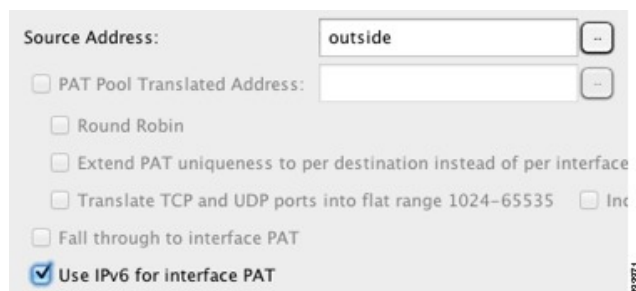 Source Address: outside ..
PAT Pool Translated Address: ..
Round Robin
Extend PAT uniqueness to per destination instead of per interface
Translate TCP and UDP ports into flat range 1024-65535
Fall through to interface PAT
Use IPv6 for interface PAT